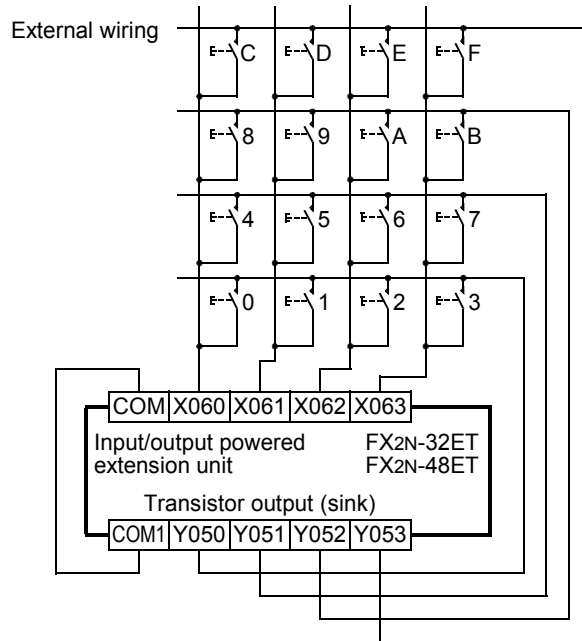 External wiring
C D E F
8 9 A B
4 5 6 7
0 1 2 3
COM X060 X061 X062 X063
Input/output powered FX2N-32ET
extension unit FX2N-48ET
Transistor output (sink)
COM1 Y050 Y051 Y052 Y053